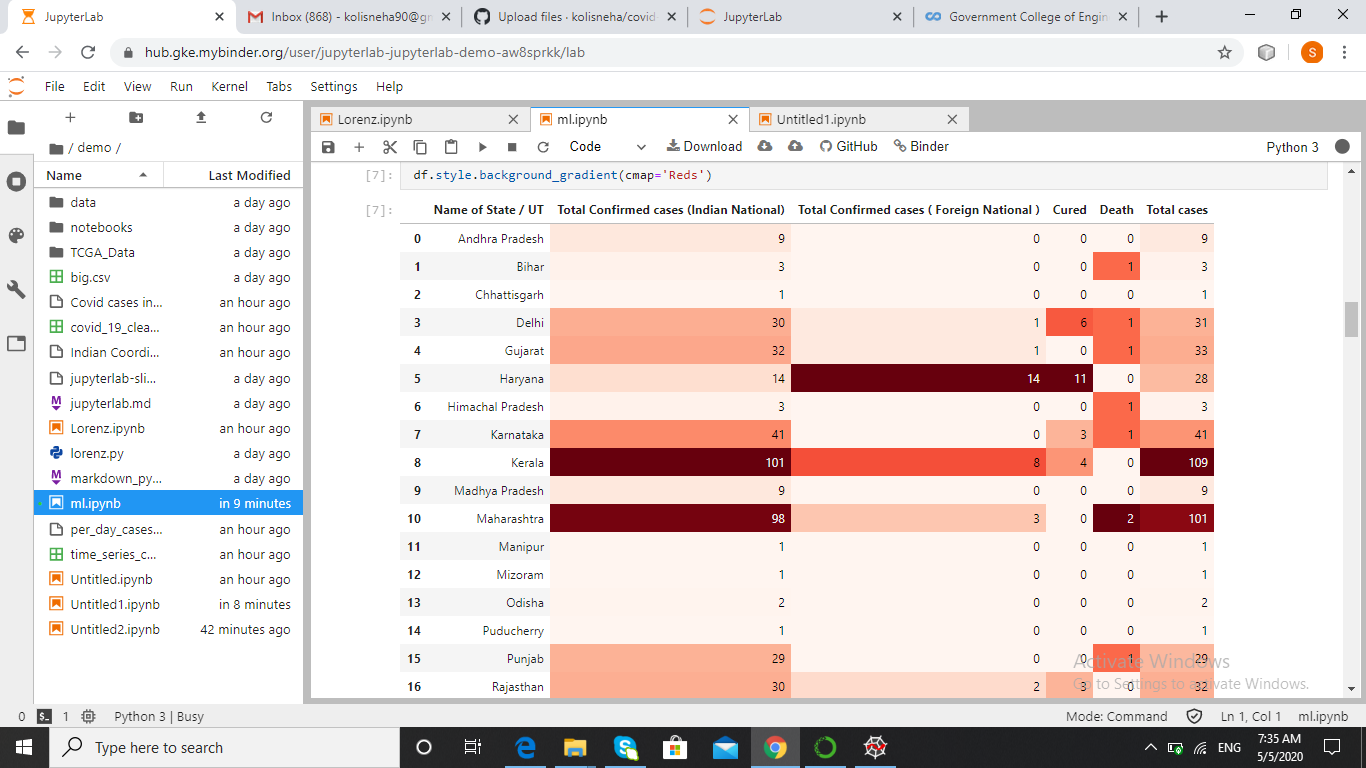 JupyterLab
Inbox (868) - kolisneha90@gr
Upload files · kolisneha/covid
JupyterLab
Government College of Engin
hub.gke.mybinder.org/user/jupyterlab-jupyterlab-demo-aw8sprkk/lab
S
File Edit View Run Kernel Tabs Settings Help
Lorenz.ipynb
ml.ipynb
Untitled1.ipynb
/ demo /
Code
Download
GitHub
Binder
Python 3
Name Last Modified
data a day ago
notebooks a day ago
TCGA_Data a day ago
big.csv a day ago
Covid cases in... an hour ago
covid_19_clea... an hour ago
Indian Coordi... an hour ago
jupyterlab-sli... a day ago
jupyterlab.md a day ago
Lorenz.ipynb a day ago
lorenz.py a day ago
markdown_py... a day ago
ml.ipynb in 9 minutes
per_day_cases... an hour ago
time_series_c... an hour ago
Untitled.ipynb an hour ago
Untitled1.ipynb in 8 minutes
Untitled2.ipynb 42 minutes ago
[7]: df.style.background_gradient(cmap='Reds')
[7]: Name of State / UT Total Confirmed cases (Indian National) Total Confirmed cases ( Foreign National ) Cured Death Total cases
0 Andhra Pradesh 9 0 0 0 9
1 Bihar 3 0 0 1 3
2 Chhattisgarh 1 0 0 0 1
3 Delhi 30 1 6 1 31
4 Gujarat 32 1 0 1 33
5 Haryana 14 14 11 0 28
6 Himachal Pradesh 3 0 0 1 3
7 Karnataka 41 0 3 1 41
8 Kerala 101 8 4 0 109
9 Madhya Pradesh 9 0 0 0 9
10 Maharashtra 98 3 0 2 101
11 Manipur 1 0 0 0 1
12 Mizoram 1 0 0 0 1
13 Odisha 2 0 0 0 2
14 Puducherry 1 0 0 0 1
15 Punjab 29 0 0 1 29
16 Rajasthan 30 2 3 0 32
Activate Windows
Go to Settings to activate Windows.
0 $_ 1 Python 3 | Busy
Mode: Command Ln 1, Col 1 ml.ipynb
Type here to search
ENG
7:35 AM
5/5/2020